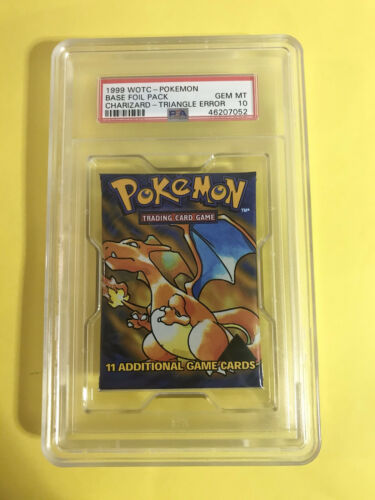 1999 WOTC - POKEMON
BASE FOIL PACK GEM MT
CHARIZARD - TRIANGLE ERROR 10
PSA 46207052
POKéMON
TM
TRADING CARD GAME
11 ADDITIONAL GAME CARDS